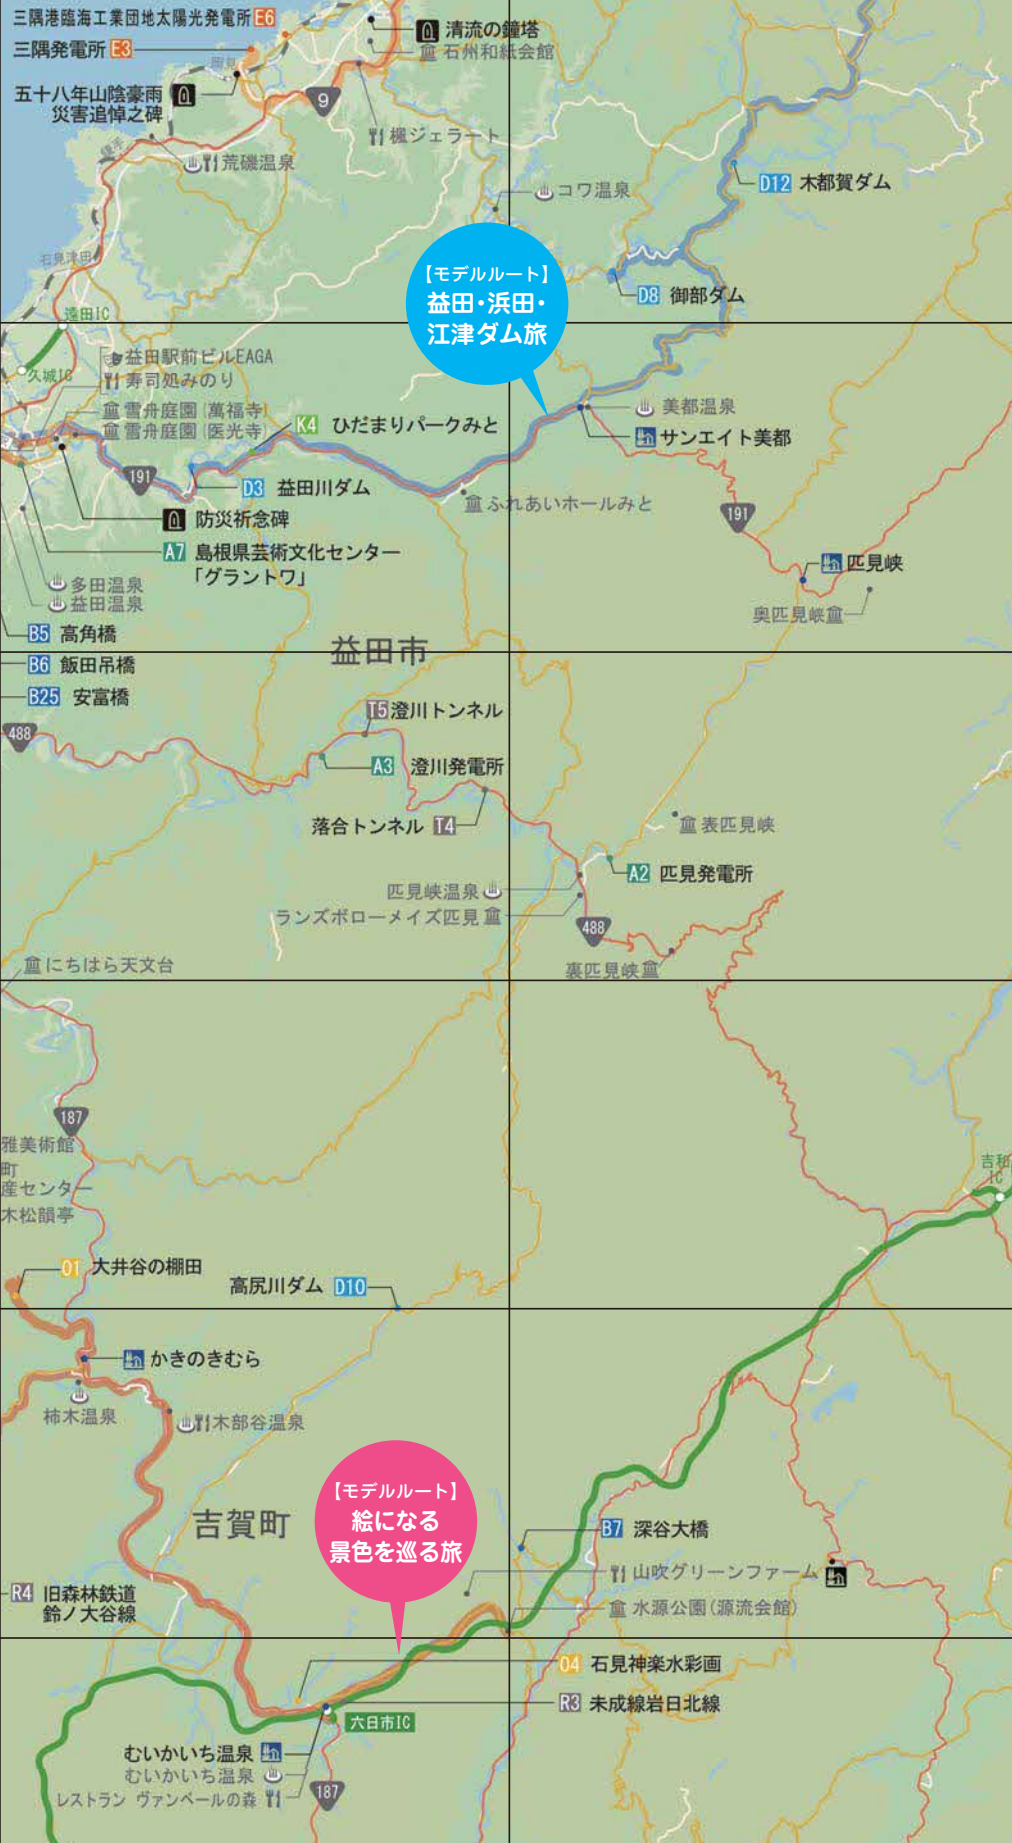 三隅港臨海工業団地太陽光発電所 E6
三隅発電所 E3
五十八年山陰豪雨
災害追悼之碑
清流の鐘塔
石州和紙会館
岡見
9
楓ジェラート
鎌手
荒磯温泉
コワ温泉
D12 木都賀ダム
石見津田
【モデルルート】
益田・浜田・
江津ダム旅
D8 御部ダム
遠田IC
久城IC
益田駅前ビルEAGA
寿司処みのり
雪舟庭園(萬福寺)
雪舟庭園(医光寺)
K4 ひだまりパークみと
美都温泉
サンエイト美都
191
D3 益田川ダム
ふれあいホールみと
191
防災祈念碑
A7 島根県芸術文化センター
「グラントワ」
匹見峡
多田温泉
益田温泉
奥匹見峡
B5 高角橋
益田市
B6 飯田吊橋
B25 安富橋
T5 澄川トンネル
488
A3 澄川発電所
落合トンネル T4
表匹見峡
A2 匹見発電所
匹見峡温泉
ランズボローメイズ匹見
488
にちはら天文台
裏匹見峡
187
雅美術館
町
産センター
木松韻亭
吉和
IC
O1 大井谷の棚田
高尻川ダム D10
かきのきむら
柿木温泉
木部谷温泉
【モデルルート】
絵になる
景色を巡る旅
吉賀町
B7 深谷大橋
山吹グリーンファーム
R4 旧森林鉄道
鈴ノ大谷線
水源公園(源流会館)
O4 石見神楽水彩画
R3 未成線岩日北線
六日市IC
むいかいち温泉
むいかいち温泉
レストラン ヴァンベールの森
187